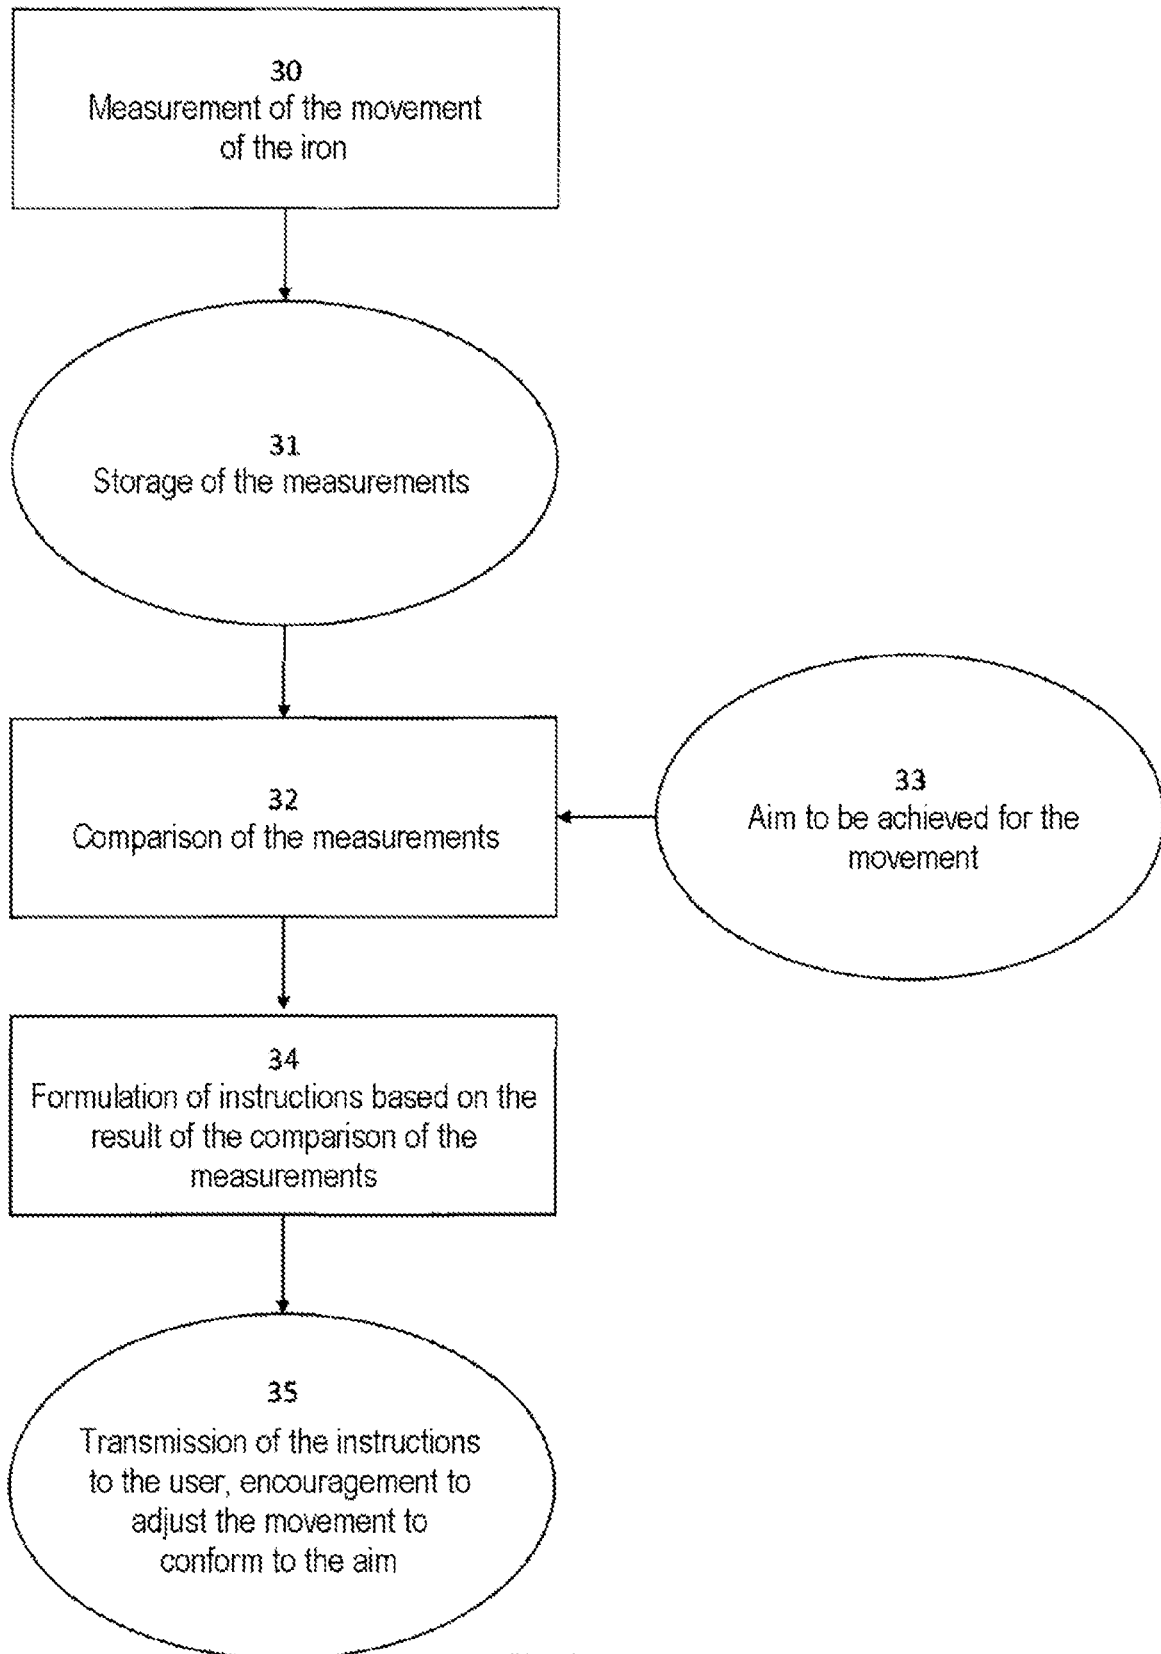 30
Measurement of the movement
of the iron
31
Storage of the measurements
32
Comparison of the measurements
33
Aim to be achieved for the
movement
34
Formulation of instructions based on the
result of the comparison of the
measurements
35
Transmission of the instructions
to the user, encouragement to
adjust the movement to
conform to the aim